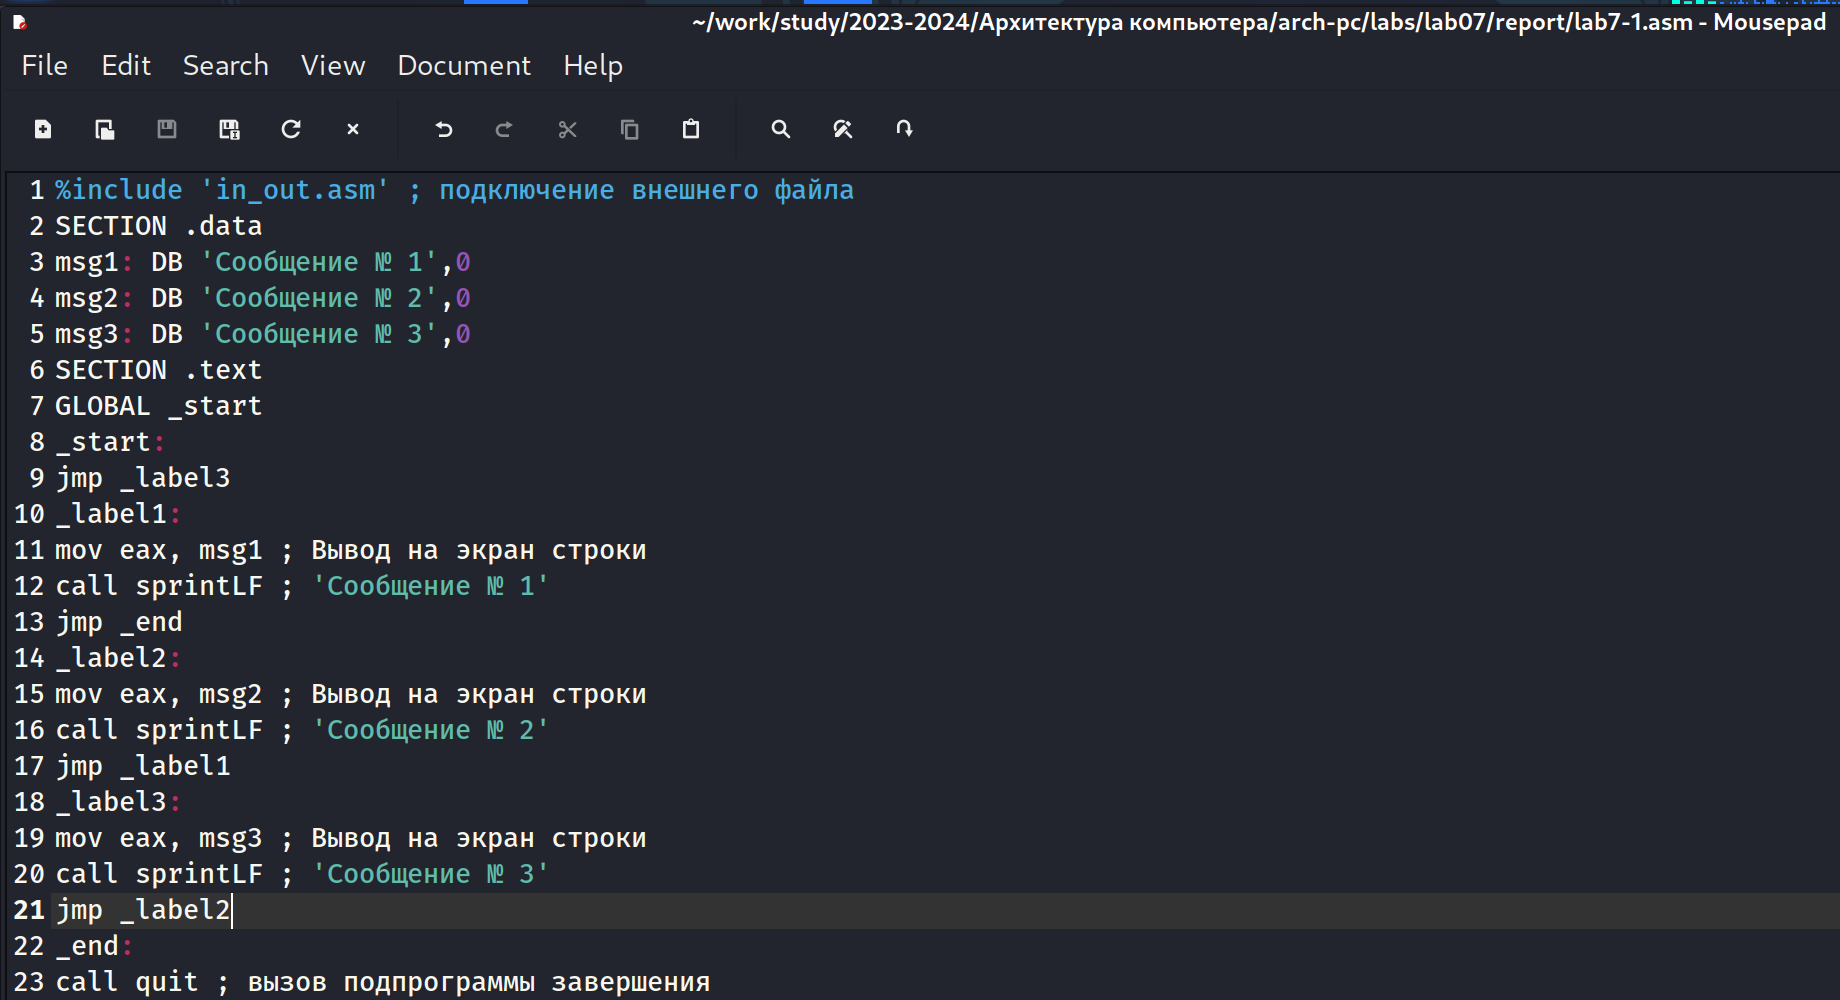 ~/work/study/2023-2024/Архитектура компьютера/arch-pc/labs/lab07/report/lab7-1.asm - Mousepad
File Edit Search View Document Help
1 %include 'in_out.asm' ; подключение внешнего файла
2 SECTION .data
3 msg1: DB 'Сообщение № 1',0
4 msg2: DB 'Сообщение № 2',0
5 msg3: DB 'Сообщение № 3',0
6 SECTION .text
7 GLOBAL _start
8 _start:
9 jmp _label3
10 _label1:
11 mov eax, msg1 ; Вывод на экран строки
12 call sprintLF ; 'Сообщение № 1'
13 jmp _end
14 _label2:
15 mov eax, msg2 ; Вывод на экран строки
16 call sprintLF ; 'Сообщение № 2'
17 jmp _label1
18 _label3:
19 mov eax, msg3 ; Вывод на экран строки
20 call sprintLF ; 'Сообщение № 3'
21 jmp _label2
22 _end:
23 call quit ; вызов подпрограммы завершения